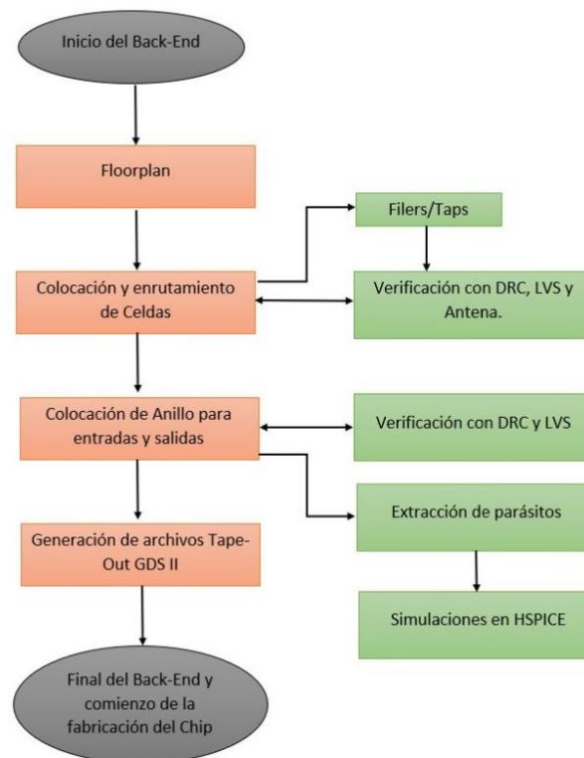 Inicio del Back-End
Floorplan
Filers/Taps
Colocación y enrutamiento
de Celdas
Verificación con DRC, LVS y
Antena.
Colocación de Anillo para
entradas y salidas
Verificación con DRC y LVS
Extracción de parásitos
Generación de archivos Tape-
Out GDS II
Simulaciones en HSPICE
Final del Back-End y
comienzo de la
fabricación del Chip